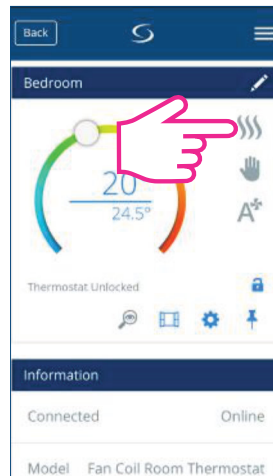 Back
Bedroom
20
24.5°
A
Thermostat Unlocked
Information
Connected Online
Model Fan Coil Room Thermostat